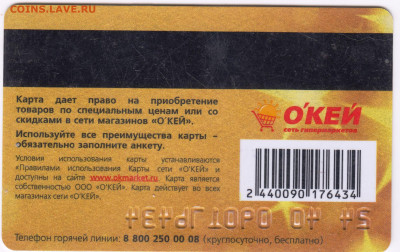 COINS.LAVE.RU
Карта дает право на приобретение
товаров по специальным ценам или со
скидками в сети магазинов «О'КЕЙ».
Используйте все преимущества карты –
обязательно заполните анкету.
Условия использования карты устанавливаются
«Правилами использования Карты сети «О'КЕЙ» и
доступны на сайте www.okmarket.ru. Карта является
собственностью ООО «О'КЕЙ». Карта действует во всех
магазинах сети «О'КЕЙ».
О'КЕЙ
сеть гипермаркетов
2 440090 176434
Телефон горячей линии: 8 800 250 00 08 (круглосуточно, бесплатно)